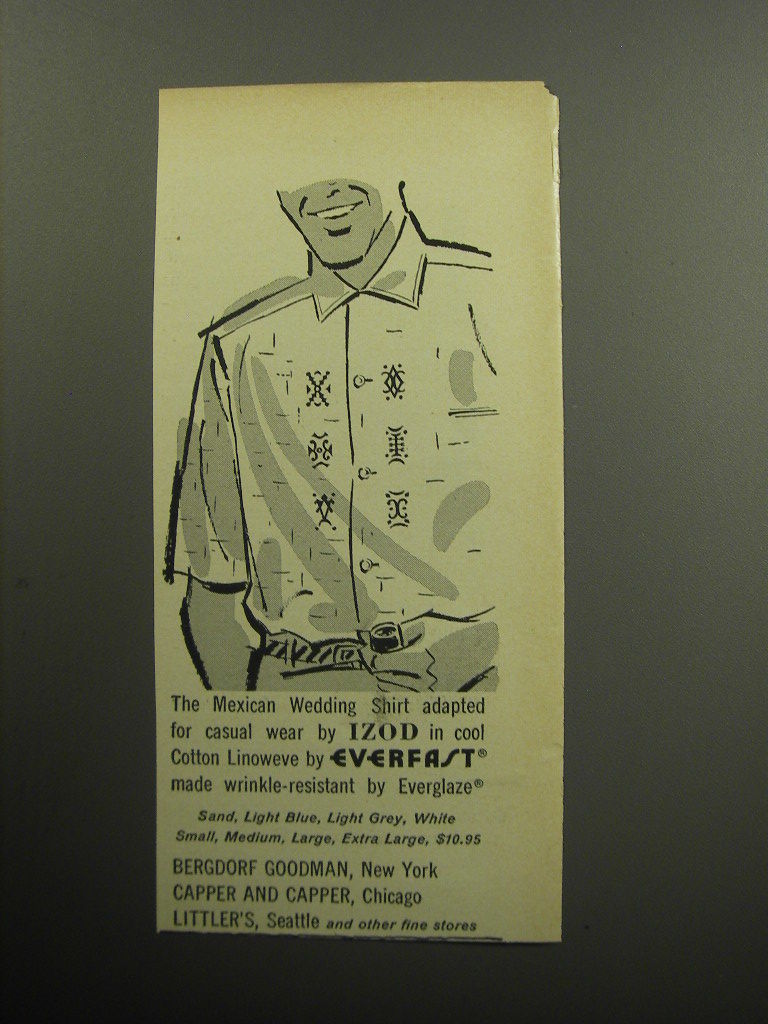 The Mexican Wedding Shirt adapted
for casual wear by IZOD in cool
Cotton Linoweve by EVERFAST®
made wrinkle-resistant by Everglaze®
Sand, Light Blue, Light Grey, White
Small, Medium, Large, Extra Large, $10.95
BERGDORF GOODMAN, New York
CAPPER AND CAPPER, Chicago
LITTLER'S, Seattle and other fine stores